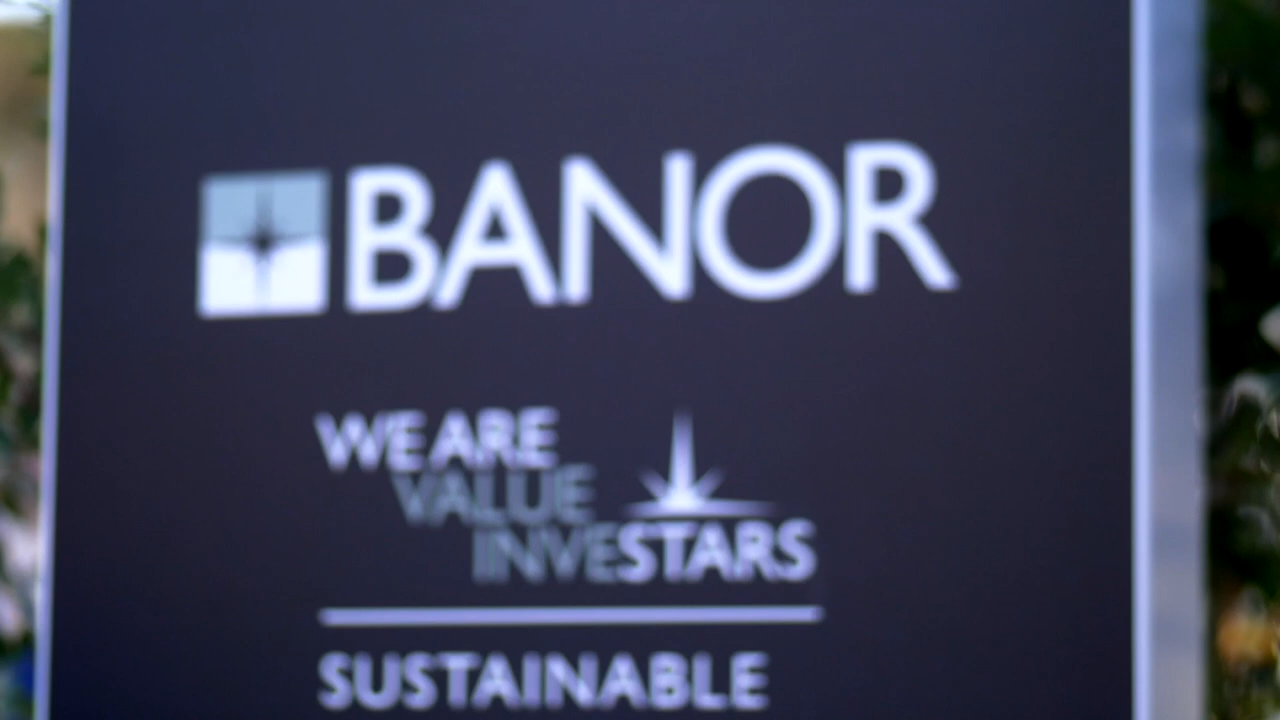 BANOR
WE ARE
VALUE
INVESTARS
SUSTAINABLE